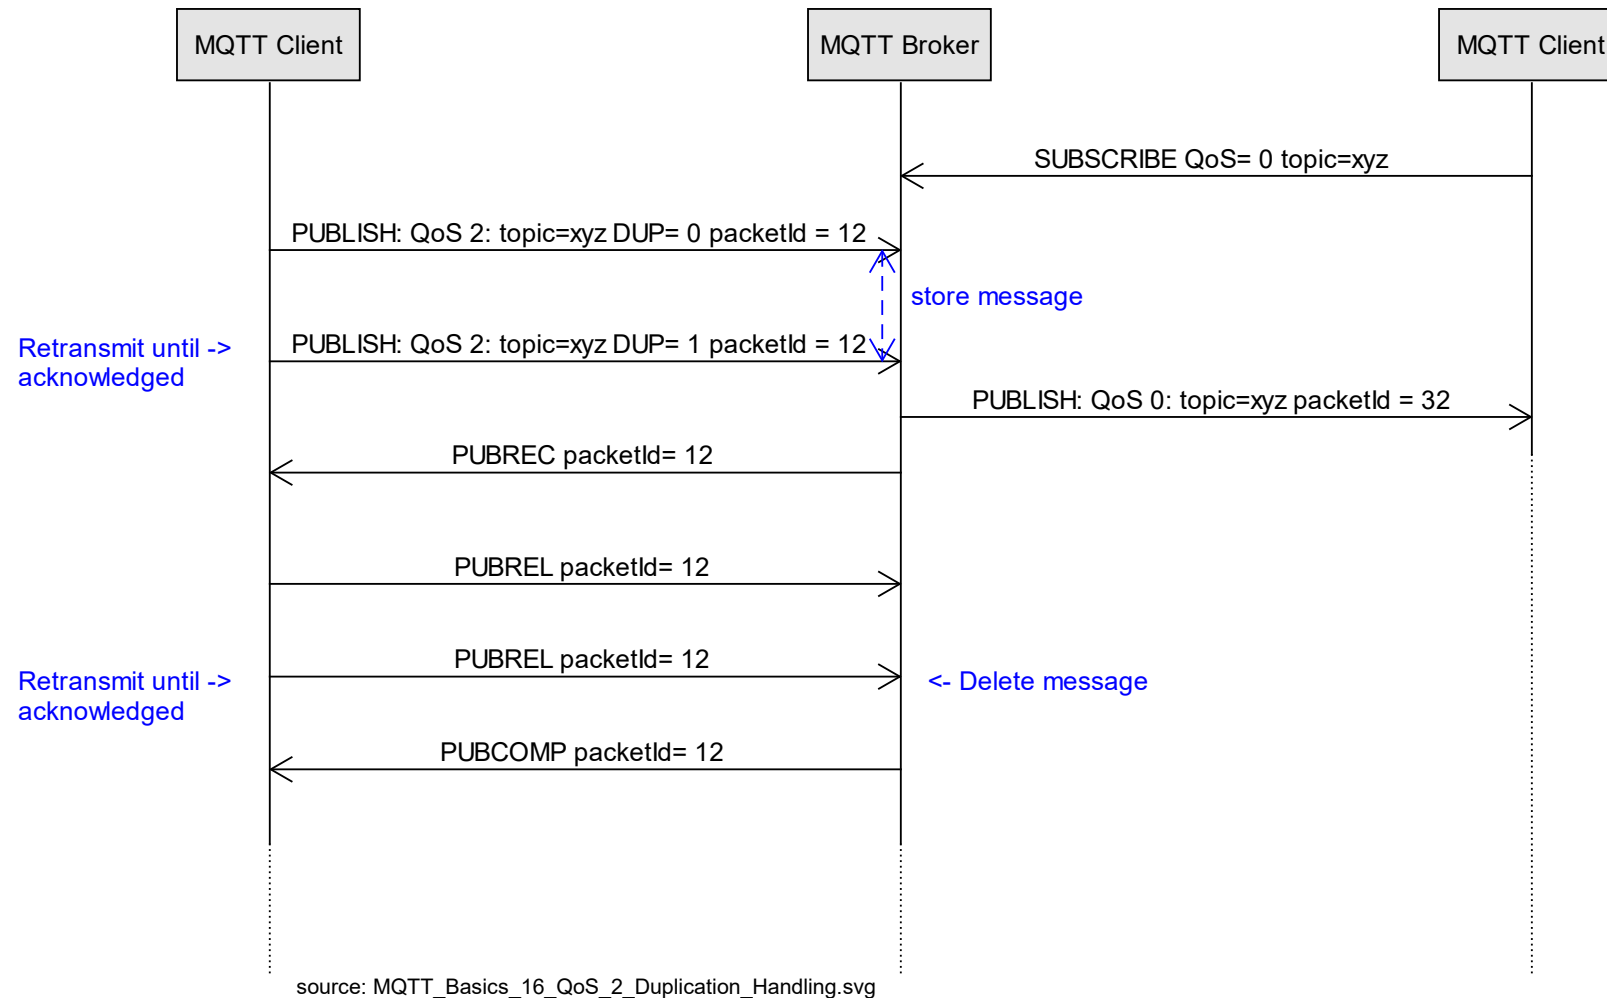 MQTT Client
MQTT Broker
MQTT Client
SUBSCRIBE QoS= 0 topic=xyz
PUBLISH: QoS 2: topic=xyz DUP= 0 packetId = 12
store message
Retransmit until ->
acknowledged
PUBLISH: QoS 2: topic=xyz DUP= 1 packetId = 12
PUBLISH: QoS 0: topic=xyz packetId = 32
PUBREC packetId= 12
PUBREL packetId= 12
PUBREL packetId= 12
Retransmit until ->
acknowledged
<- Delete message
PUBCOMP packetId= 12
source: MQTT_Basics_16_QoS_2_Duplication_Handling.svg